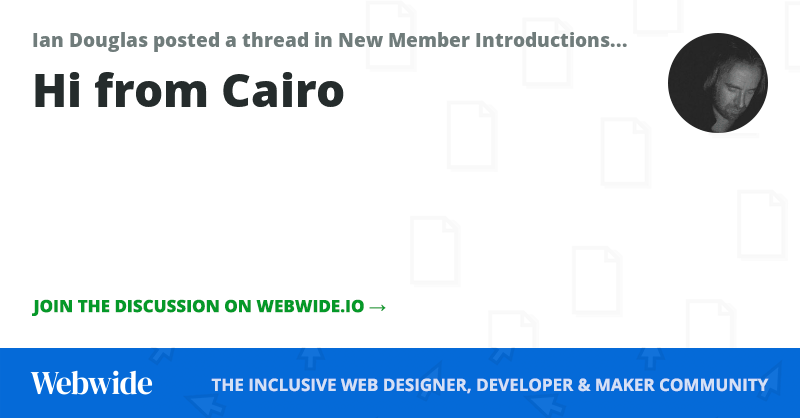 Ian Douglas posted a thread in New Member Introductions...
Hi from Cairo
JOIN THE DISCUSSION ON WEBWIDE.IO →
Webwide
THE INCLUSIVE WEB DESIGNER, DEVELOPER & MAKER COMMUNITY